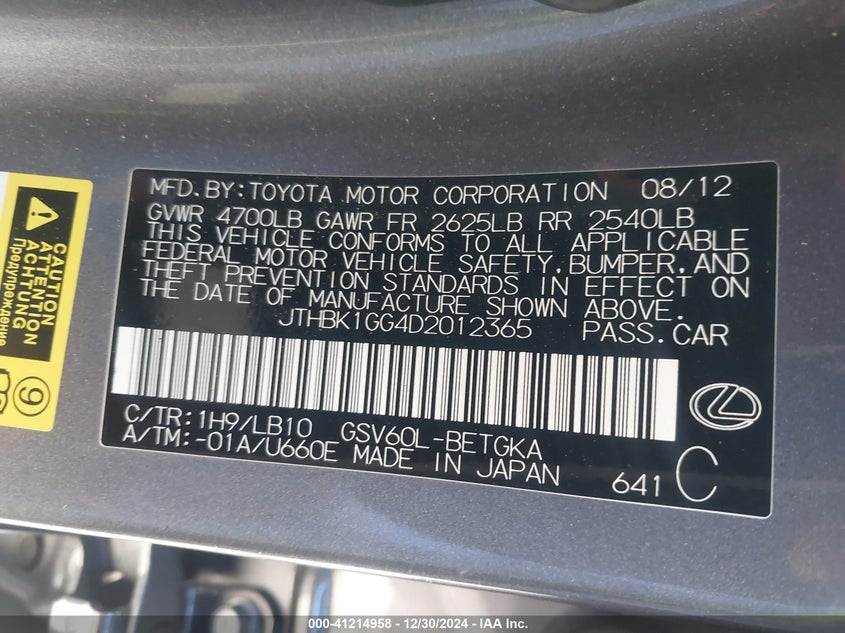 MFD. BY: TOYOTA MOTOR CORPORATION 08/12
GVWR 4700LB GAWR FR 2625LB RR 2540LB
THIS VEHICLE CONFORMS TO ALL APPLICABLE
FEDERAL MOTOR VEHICLE SAFETY, BUMPER, AND
THEFT PREVENTION STANDARDS IN EFFECT ON
THE DATE OF MANUFACTURE SHOWN ABOVE.
JTHBK1GG4D2012365 PASS. CAR
C/TR: 1H9/LB10 GSV60L-BETGKA
A/TM: -01A/U660E MADE IN JAPAN
641 C
CAUTION
ATTENTION
ACHTUNG
Предупреждение
9
000-41214958 - 12/30/2024 - IAA Inc.